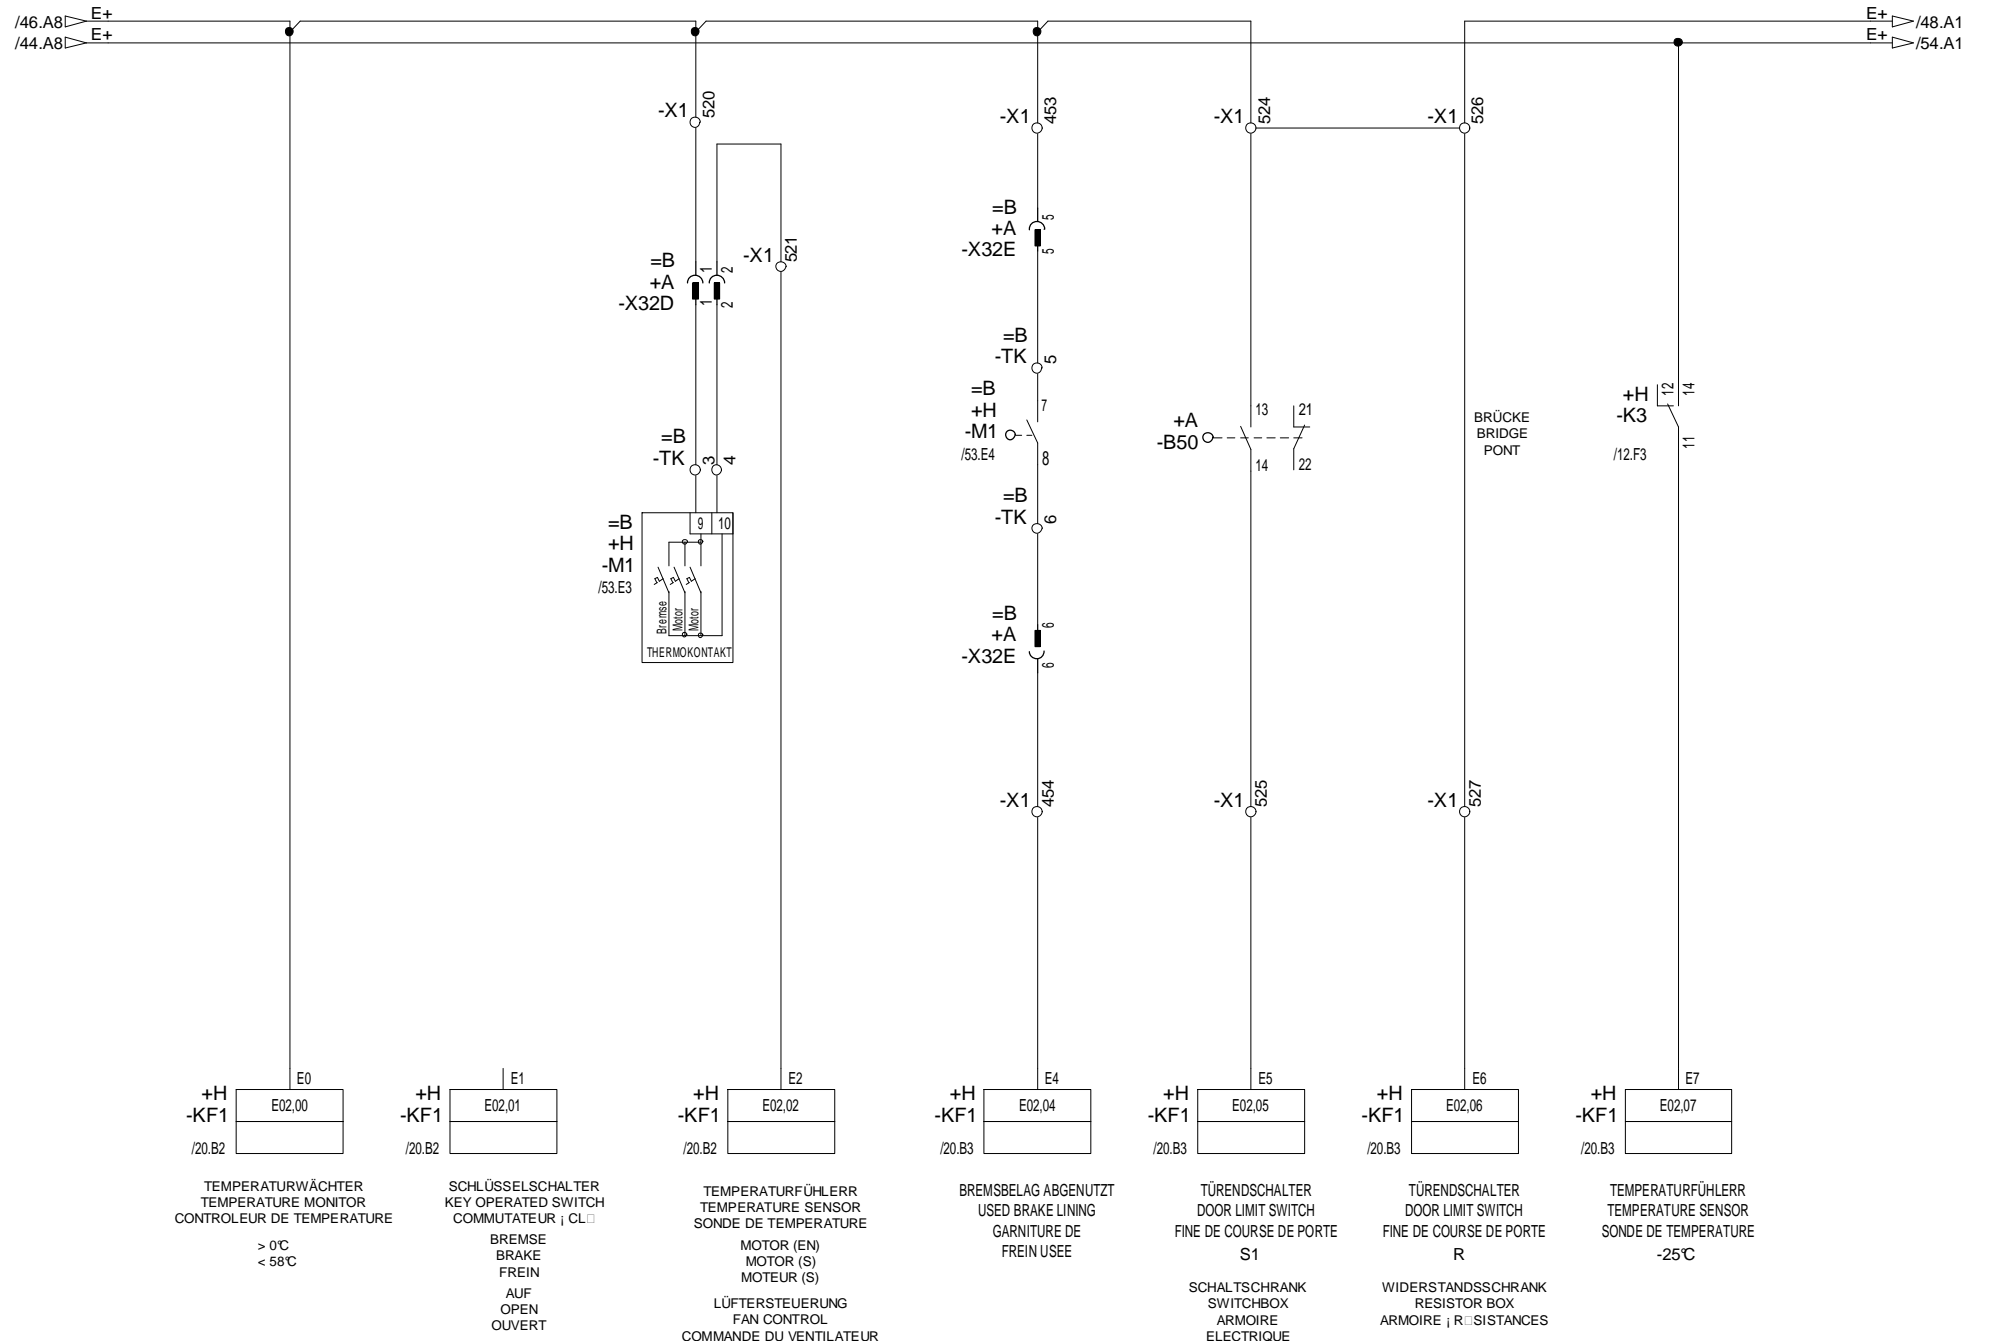 /46.A8 E+
/44.A8 E+
E+ /48.A1
E+ /54.A1
-X1 520
-X1 453
-X1 524
-X1 526
=B
+A
-X32D
1 2
1 2
-X1 521
=B
+A
-X32E
5
5
=B
-TK 5
=B
+H
-M1
/53.E4
7
8
=B
-TK 6
=B
+A
-X32E
6
6
+A
-B50
13 21
14 22
BRÜCKE
BRIDGE
PONT
+H
-K3
/12.F3
12 14
11
=B
-TK 3 4
=B
+H
-M1
/53.E3
9 10
Bremse
Motor
Motor
THERMOKONTAKT
-X1 454
-X1 525
-X1 527
E0
+H
-KF1
/20.B2
E02,00
TEMPERATURWÄCHTER
TEMPERATURE MONITOR
CONTROLEUR DE TEMPERATURE
> 0°C
< 58°C
E1
+H
-KF1
/20.B2
E02,01
SCHLÜSSELSCHALTER
KEY OPERATED SWITCH
COMMUTATEUR ¡ CL□
BREMSE
BRAKE
FREIN
AUF
OPEN
OUVERT
E2
+H
-KF1
/20.B2
E02,02
TEMPERATURFÜHLERR
TEMPERATURE SENSOR
SONDE DE TEMPERATURE
MOTOR (EN)
MOTOR (S)
MOTEUR (S)
LÜFTERSTEUERUNG
FAN CONTROL
COMMANDE DU VENTILATEUR
E4
+H
-KF1
/20.B3
E02,04
BREMSBELAG ABGENUTZT
USED BRAKE LINING
GARNITURE DE
FREIN USEE
E5
+H
-KF1
/20.B3
E02,05
TÜRENDSCHALTER
DOOR LIMIT SWITCH
FINE DE COURSE DE PORTE
S1
SCHALTSCHRANK
SWITCHBOX
ARMOIRE
ELECTRIQUE
E6
+H
-KF1
/20.B3
E02,06
TÜRENDSCHALTER
DOOR LIMIT SWITCH
FINE DE COURSE DE PORTE
R
WIDERSTANDSSCHRANK
RESISTOR BOX
ARMOIRE ¡ R□SISTANCES
E7
+H
-KF1
/20.B3
E02,07
TEMPERATURFÜHLERR
TEMPERATURE SENSOR
SONDE DE TEMPERATURE
-25°C